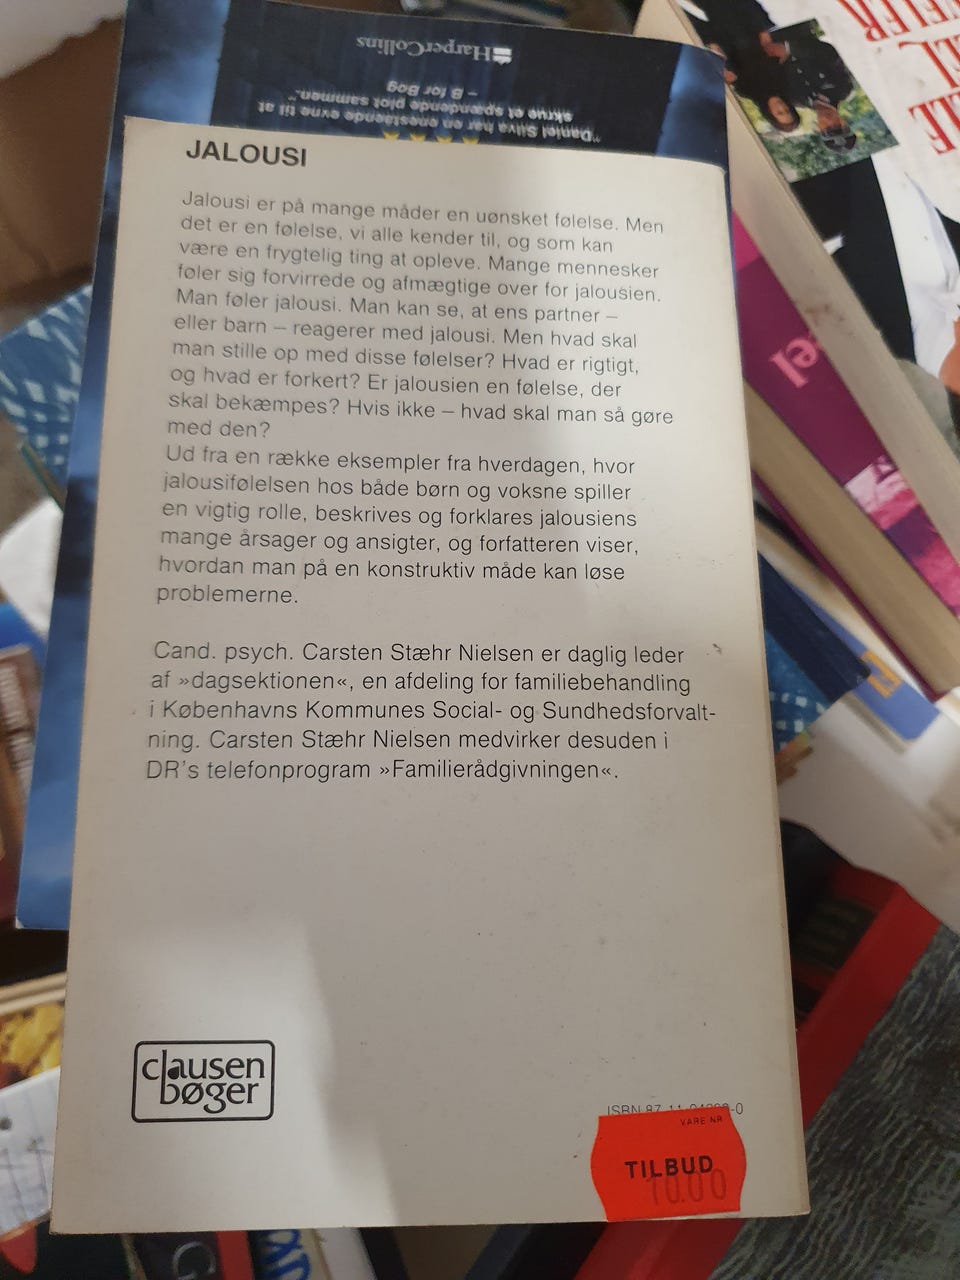 HarperCollins
– B for Bog
skrue et spændende plot sammen."
"Daniel Silva har en enestående evne til at
JALOUSI
Jalousi er på mange måder en uønsket følelse. Men
det er en følelse, vi alle kender til, og som kan
være en frygtelig ting at opleve. Mange mennesker
føler sig forvirrede og afmægtige over for jalousien.
Man føler jalousi. Man kan se, at ens partner –
eller barn – reagerer med jalousi. Men hvad skal
man stille op med disse følelser? Hvad er rigtigt,
og hvad er forkert? Er jalousien en følelse, der
skal bekæmpes? Hvis ikke – hvad skal man så gøre
med den?
Ud fra en række eksempler fra hverdagen, hvor
jalousifølelsen hos både børn og voksne spiller
en vigtig rolle, beskrives og forklares jalousiens
mange årsager og ansigter, og forfatteren viser,
hvordan man på en konstruktiv måde kan løse
problemerne.
Cand. psych. Carsten Stæhr Nielsen er daglig leder
af »dagsektionen«, en afdeling for familiebehandling
i Københavns Kommunes Social- og Sundhedsforvalt-
ning. Carsten Stæhr Nielsen medvirker desuden i
DR's telefonprogram »Familierådgivningen«.
clausen
bøger
ISBN 87 11
VARE NR
TILBUD
10.00